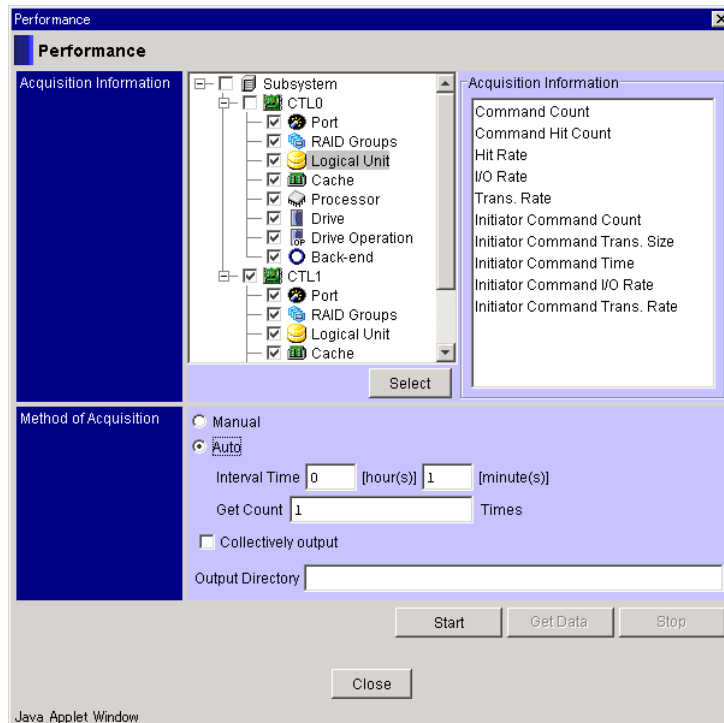 Performance
Performance
Acquisition Information
Subsystem
CTL0
Port
RAID Groups
Logical Unit
Cache
Processor
Drive
OP Drive Operation
Back-end
CTL1
Port
RAID Groups
Logical Unit
Cache
Select
Acquisition Information
Command Count
Command Hit Count
Hit Rate
I/O Rate
Trans. Rate
Initiator Command Count
Initiator Command Trans. Size
Initiator Command Time
Initiator Command I/O Rate
Initiator Command Trans. Rate
Method of Acquisition
Manual
Auto
Interval Time 0 [hour(s)] 1 [minute(s)]
Get Count 1 Times
Collectively output
Output Directory
Start Get Data Stop
Close
Java Applet Window